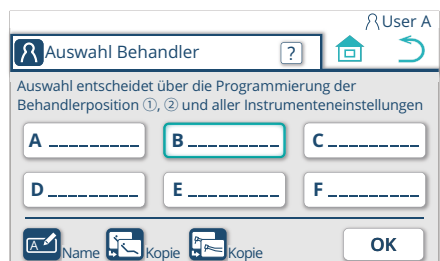 User A
Auswahl Behandler ?
Auswahl entscheidet über die Programmierung der
Behandlerposition ①, ② und aller Instrumenteneinstellungen
A _________ B _________ C _________
D _________ E _________ F _________
A Name Kopie Kopie OK